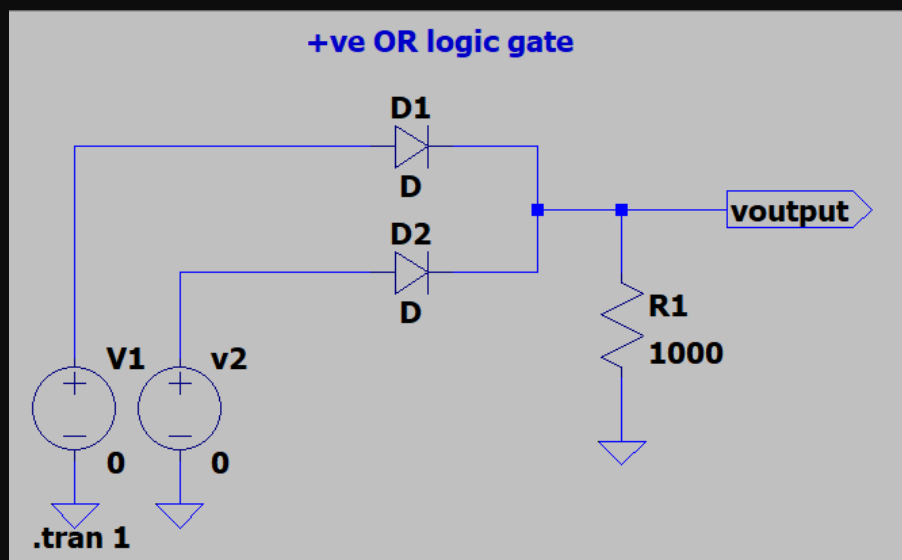 +ve OR logic gate
D1
D
D2
D
voutput
R1
1000
V1
v2
0
0
.tran 1